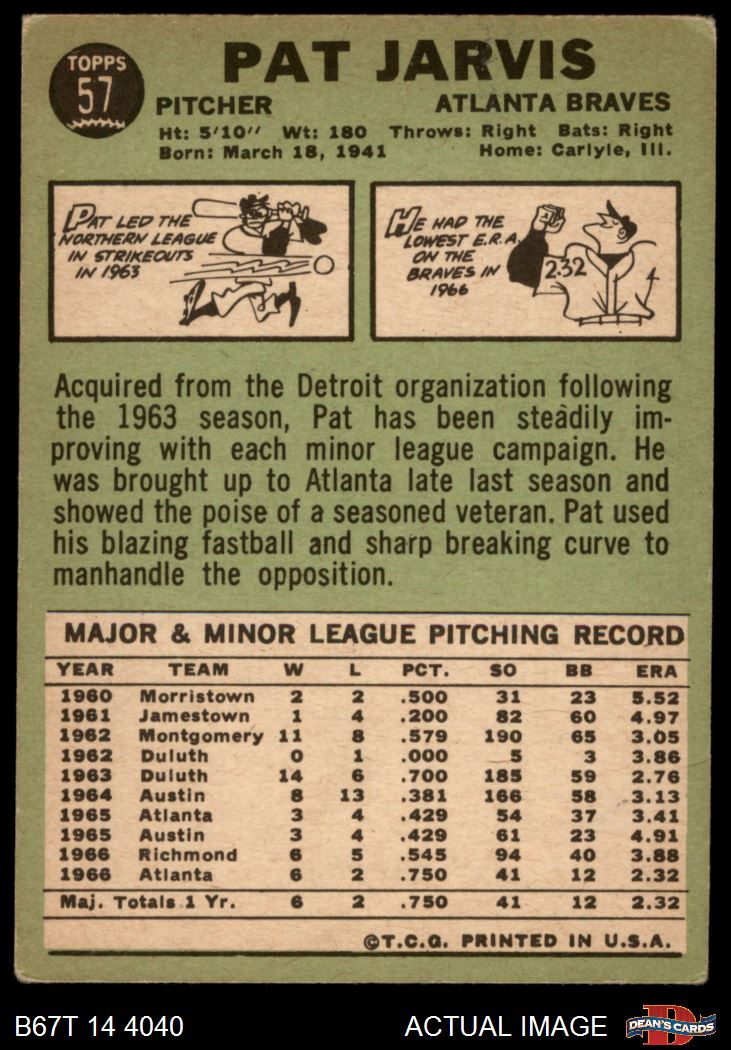 TOPPS
57
PAT JARVIS
PITCHER ATLANTA BRAVES
Ht: 5'10" Wt: 180 Throws: Right Bats: Right
Born: March 18, 1941 Home: Carlyle, Ill.
PAT LED THE
NORTHERN LEAGUE
IN STRIKEOUTS
IN 1963
HE HAD THE
LOWEST E.R.A.
ON THE
BRAVES IN
1966
2.32
Acquired from the Detroit organization following
the 1963 season, Pat has been steadily im-
proving with each minor league campaign. He
was brought up to Atlanta late last season and
showed the poise of a seasoned veteran. Pat used
his blazing fastball and sharp breaking curve to
manhandle the opposition.
MAJOR & MINOR LEAGUE PITCHING RECORD
YEAR TEAM W L PCT. SO BB ERA
1960 Morristown 2 2 .500 31 23 5.52
1961 Jamestown 1 4 .200 82 60 4.97
1962 Montgomery 11 8 .579 190 65 3.05
1962 Duluth 0 1 .000 5 3 3.86
1963 Duluth 14 6 .700 185 59 2.76
1964 Austin 8 13 .381 166 58 3.13
1965 Atlanta 3 4 .429 54 37 3.41
1965 Austin 3 4 .429 61 23 4.91
1966 Richmond 6 5 .545 94 40 3.88
1966 Atlanta 6 2 .750 41 12 2.32
Maj. Totals 1 Yr. 6 2 .750 41 12 2.32
©T.C.G. PRINTED IN U.S.A.
B67T 14 4040 ACTUAL IMAGE
DEAN'S CARDS